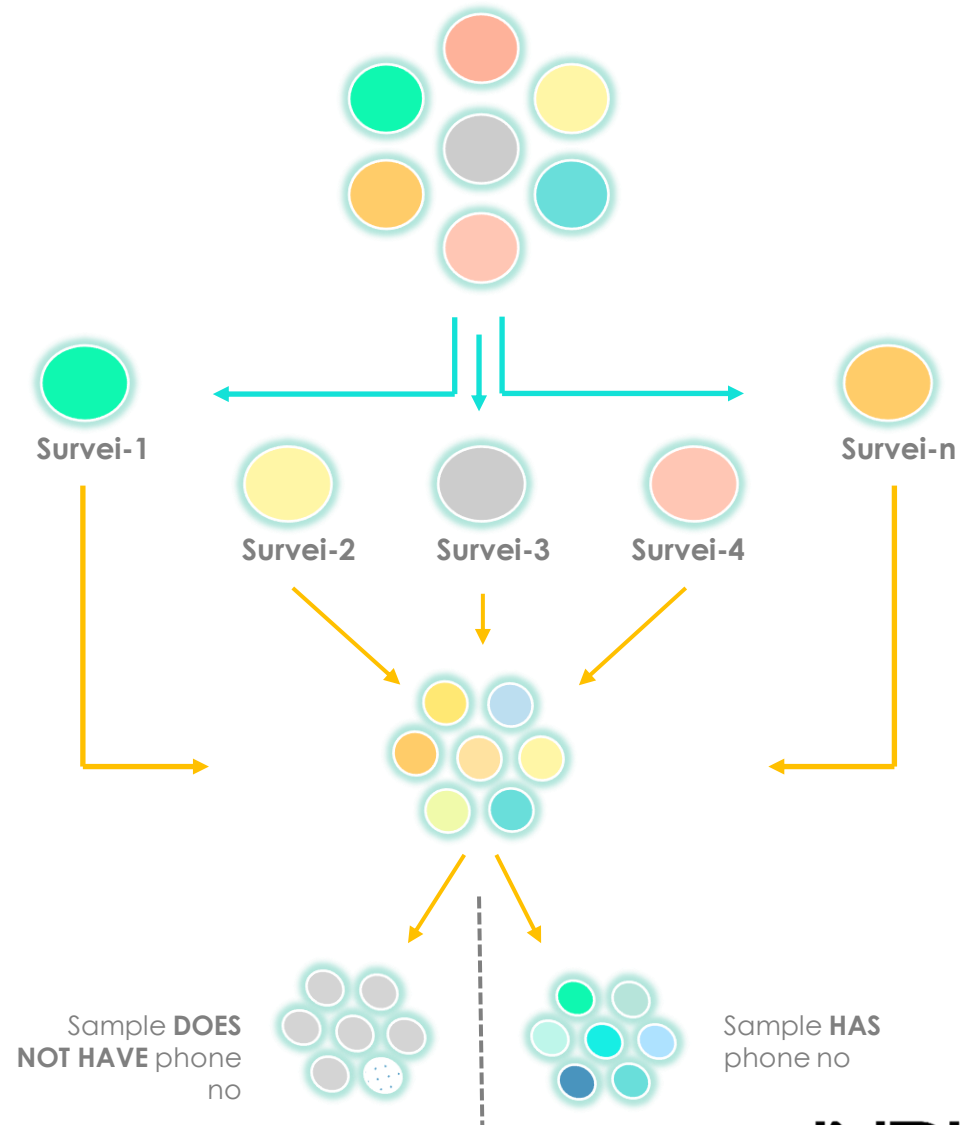 Survei-1
Survei-n
Survei-2
Survei-3
Survei-4
Sample DOES
NOT HAVE phone
no
Sample HAS
phone no